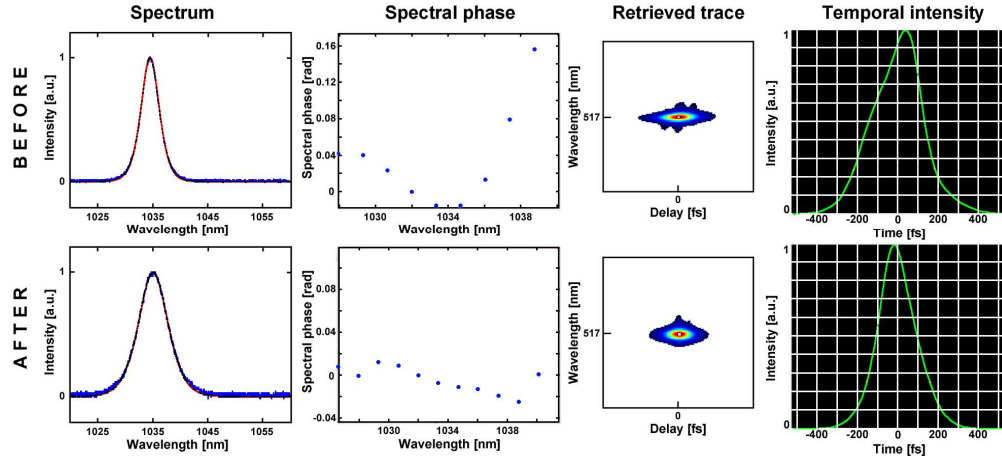 Spectrum Spectral phase Retrieved trace Temporal intensity
BEFORE
Intensity [a.u.]
1
0
1025 1035 1045 1055
Wavelength [nm]
Spectral phase [rad]
0.16
0.12
0.08
0.04
0
1030 1034 1038
Wavelength [nm]
Wavelength [nm]
517
0
Delay [fs]
Intensity [a.u.]
1
1
-400 -200 0 200 400
Time [fs]
AFTER
Intensity [a.u.]
1
0
1025 1035 1045 1055
Wavelength [nm]
Spectral phase [rad]
0.08
0.04
0
-0.04
1030 1034 1038
Wavelength [nm]
Wavelength [nm]
517
0
Delay [fs]
Intensity [a.u.]
1
1
-400 -200 0 200 400
Time [fs]